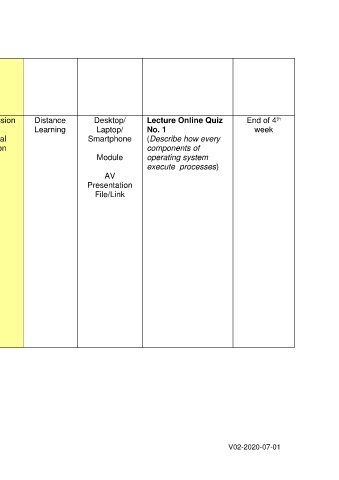 ssion
al
on
Distance
Learning
Desktop/
Laptop/
Smartphone
Module
AV
Presentation
File/Link
Lecture Online Quiz
No. 1
(Describe how every
components of
operating system
execute processes)
End of 4th
week
V02-2020-07-01